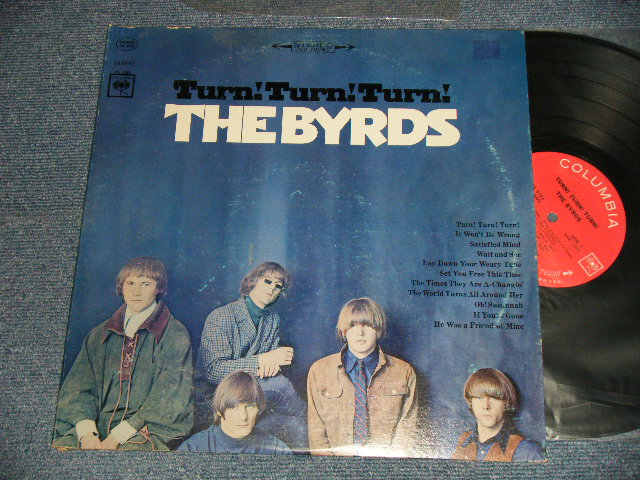 STEREO
Turn! Turn! Turn!
THE BYRDS
Turn! Turn! Turn!
It Won't Be Wrong
Satisfied Mind
Wait and See
Lay Down Your Weary Tune
Set You Free This Time
The Times They Are A-Changin'
The World Turns All Around Her
Oh! Susannah
If You're Gone
He Was a Friend of Mine
COLUMBIA
TURN! TURN! TURN!
THE BYRDS